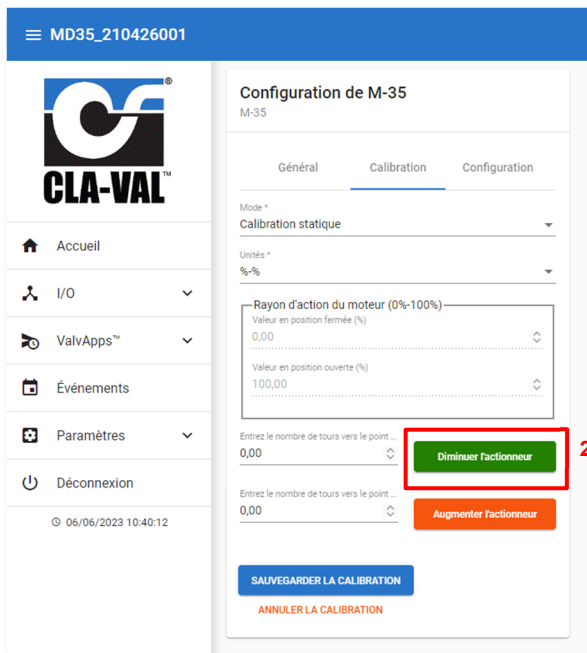 MD35_210426001
CLA-VAL™
®
Accueil
I/O
ValvApps™
Événements
Paramètres
Déconnexion
06/06/2023 10:40:12
Configuration de M-35
M-35
Général Calibration Configuration
Mode *
Calibration statique
Unités *
%-%
Rayon d'action du moteur (0%-100%)
Valeur en position fermée (%)
0,00
Valeur en position ouverte (%)
100,00
Entrez le nombre de tours vers le point ...
0,00
Diminuer l'actionneur
2
Entrez le nombre de tours vers le point ...
0,00
Augmenter l'actionneur
SAUVEGARDER LA CALIBRATION
ANNULER LA CALIBRATION